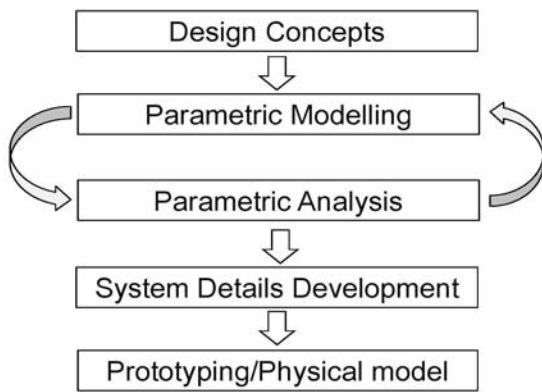 Design Concepts
Parametric Modelling
Parametric Analysis
System Details Development
Prototyping/Physical model